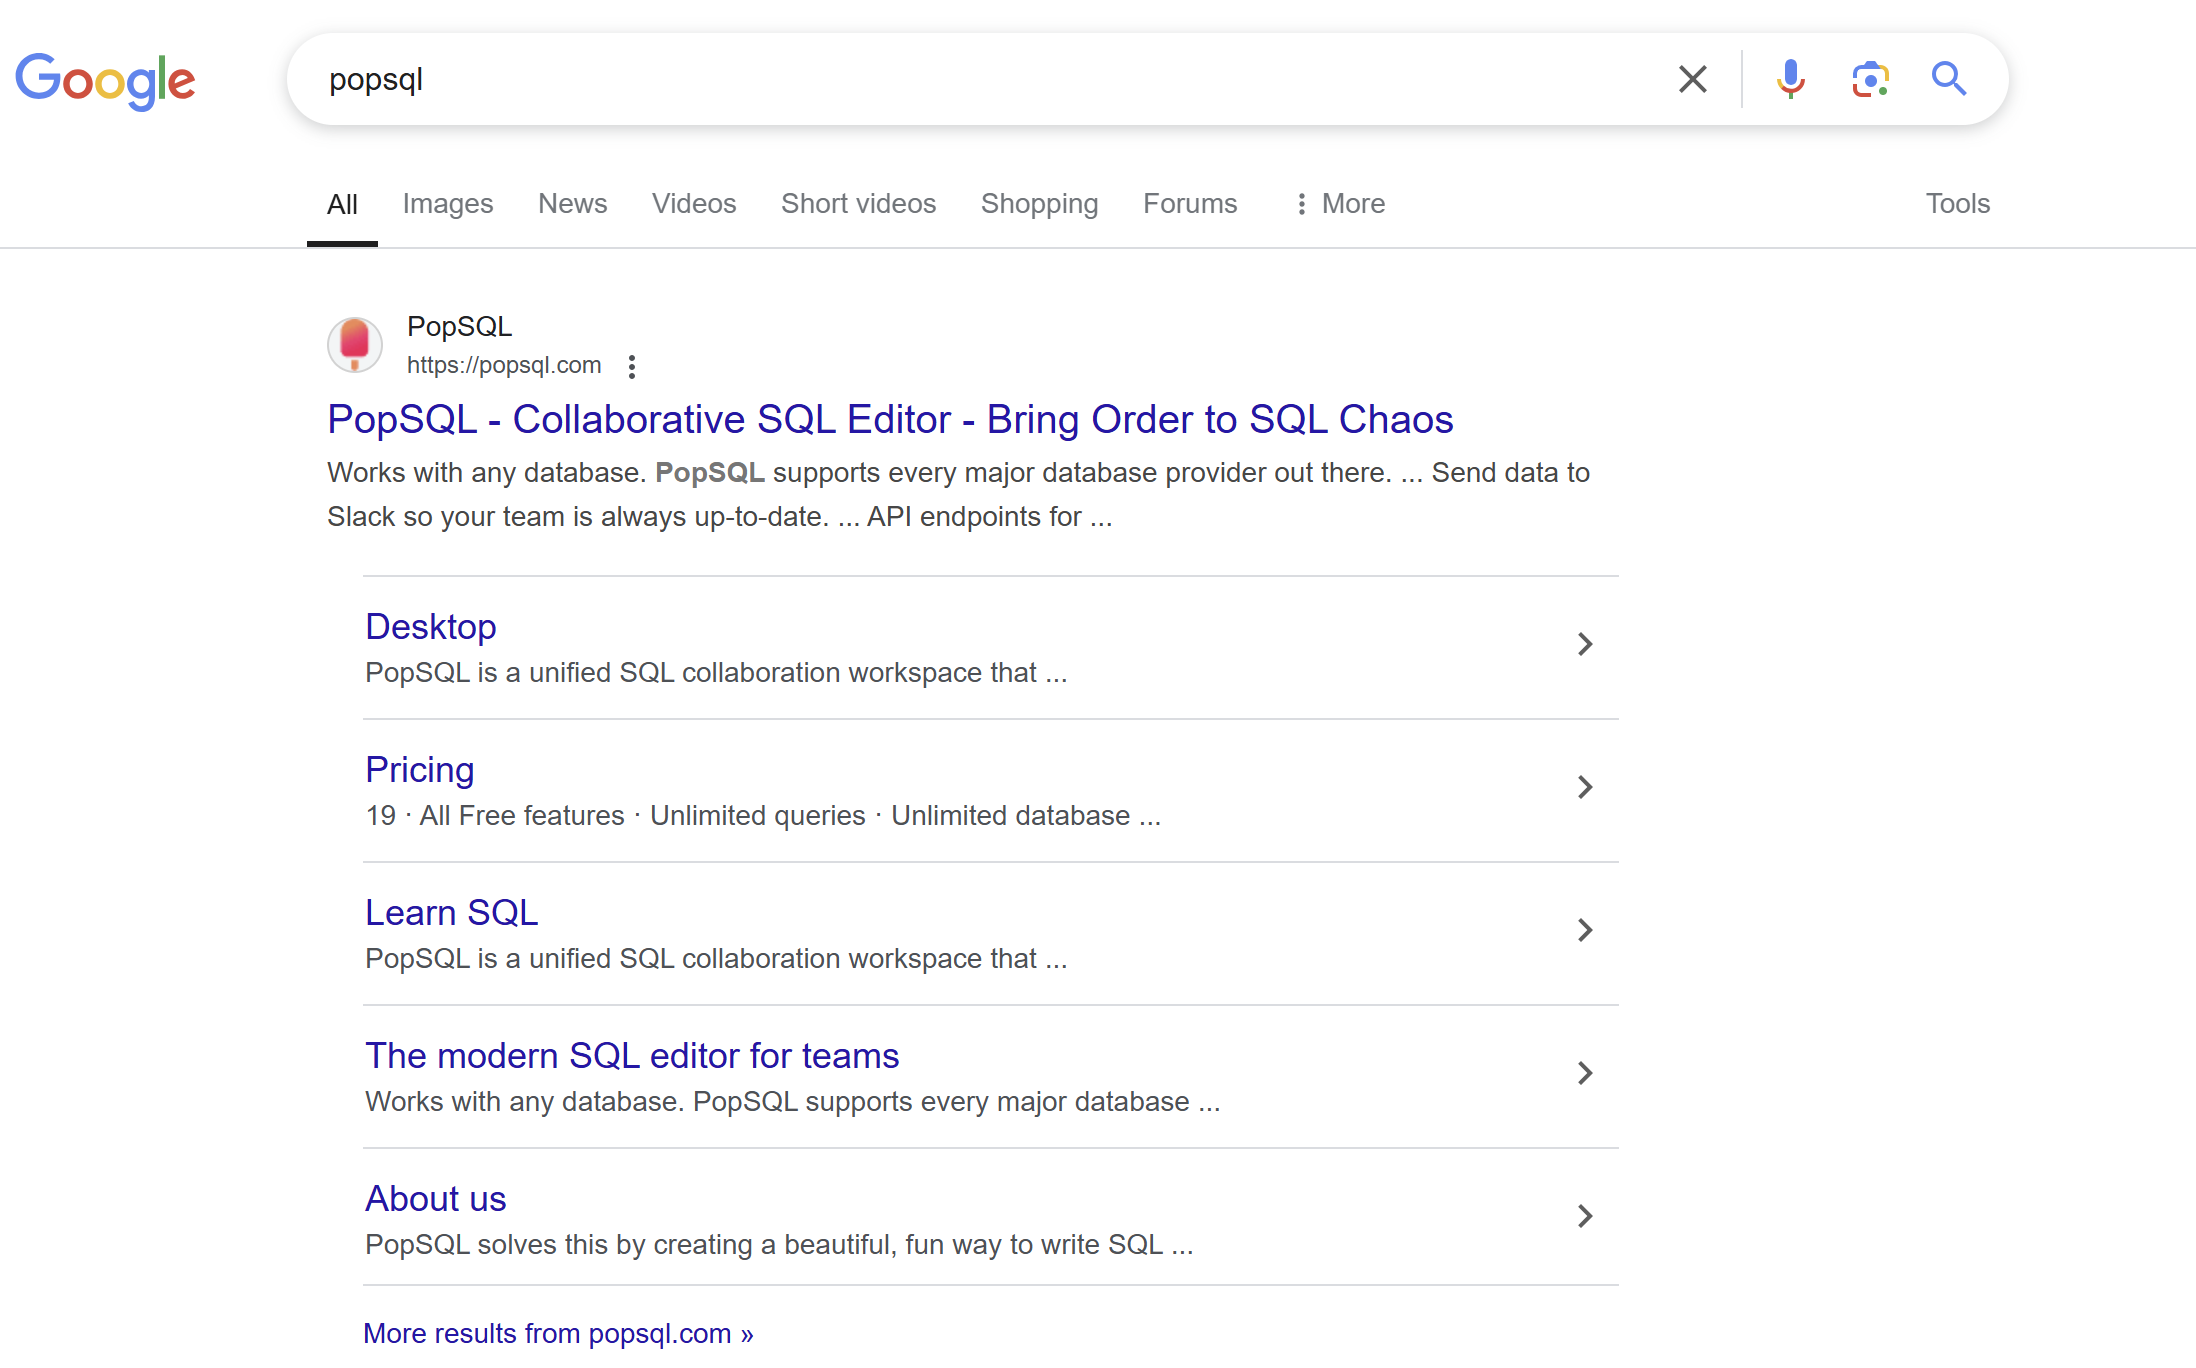 Google
popsql
All Images News Videos Short videos Shopping Forums More Tools
PopSQL
https://popsql.com
PopSQL - Collaborative SQL Editor - Bring Order to SQL Chaos
Works with any database. PopSQL supports every major database provider out there. ... Send data to
Slack so your team is always up-to-date. ... API endpoints for ...
Desktop
PopSQL is a unified SQL collaboration workspace that ...
Pricing
19 · All Free features · Unlimited queries · Unlimited database ...
Learn SQL
PopSQL is a unified SQL collaboration workspace that ...
The modern SQL editor for teams
Works with any database. PopSQL supports every major database ...
About us
PopSQL solves this by creating a beautiful, fun way to write SQL ...
More results from popsql.com »